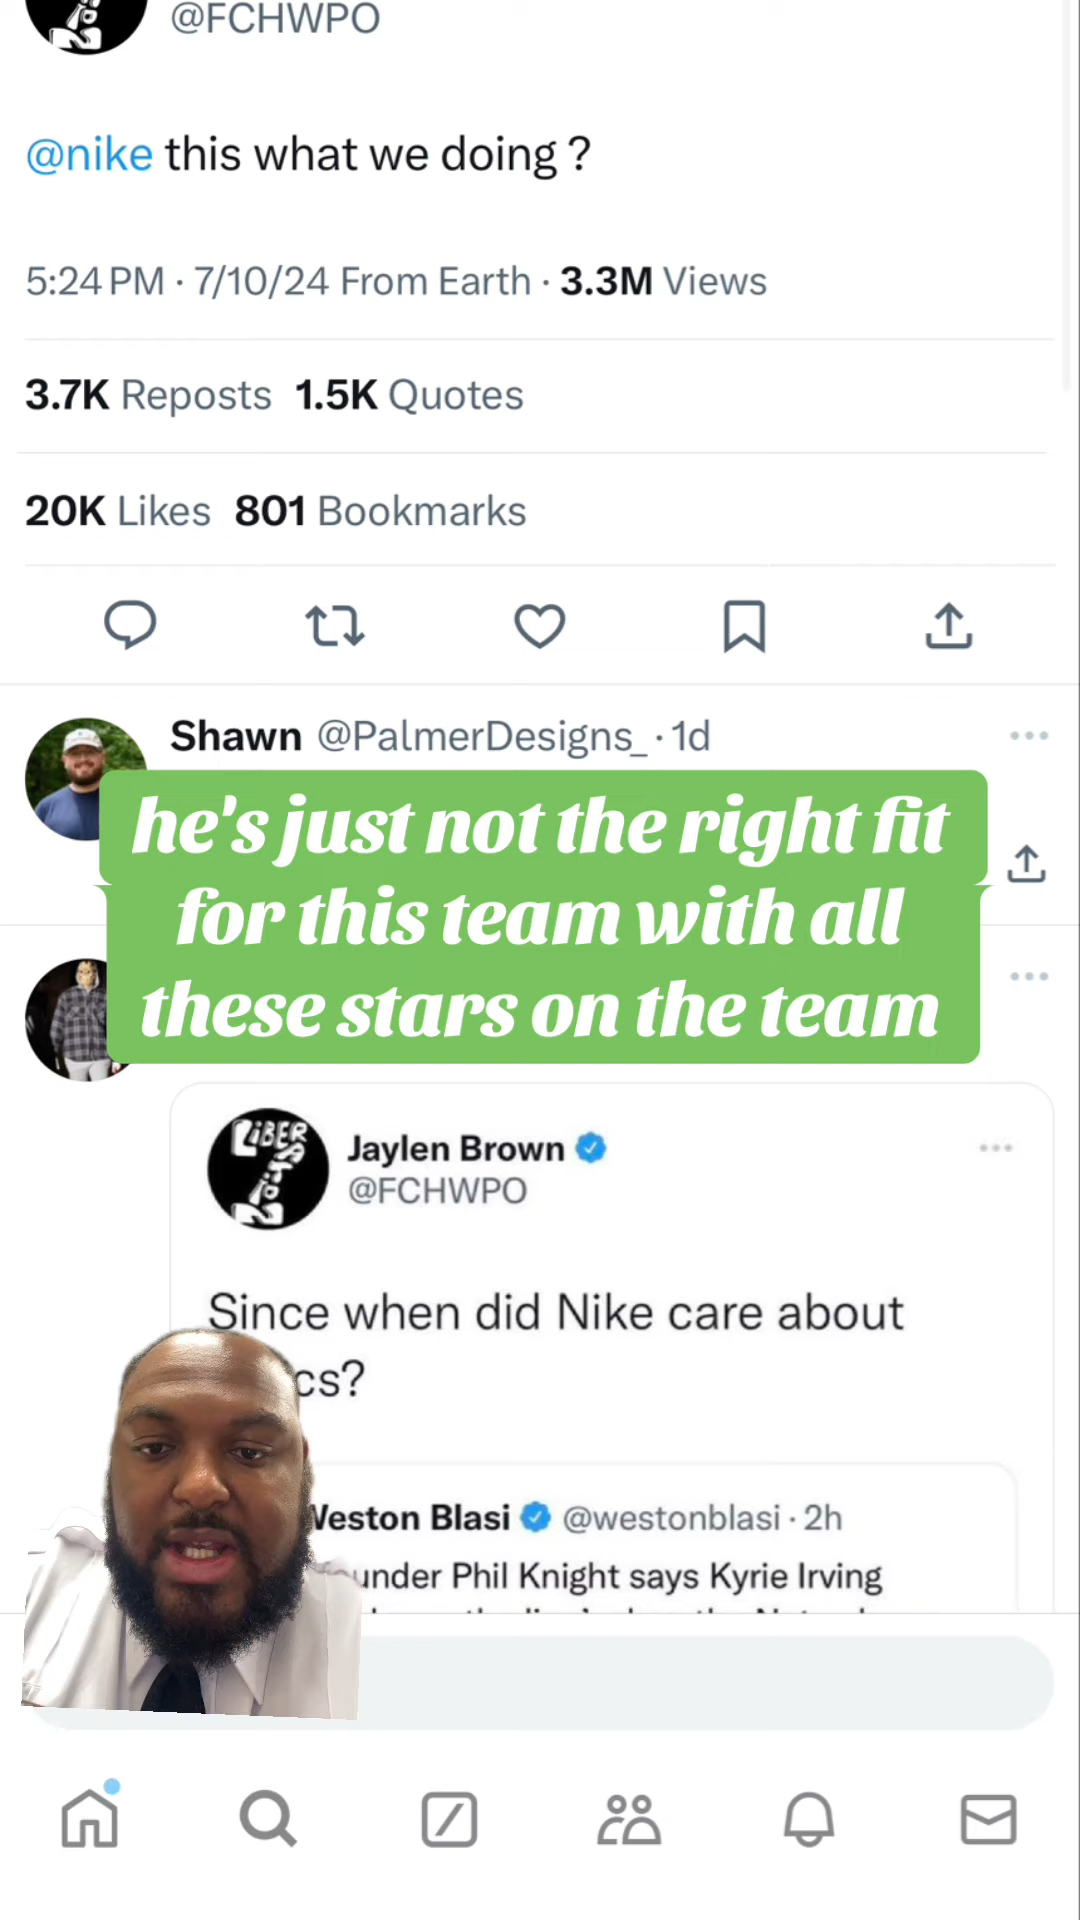 @FCHWPO
@nike this what we doing ?
5:24 PM · 7/10/24 From Earth · 3.3M Views
3.7K Reposts 1.5K Quotes
20K Likes 801 Bookmarks
Shawn @PalmerDesigns_ · 1d
he's just not the right fit
for this team with all
these stars on the team
LiBER
Jaylen Brown
@FCHWPO
Since when did Nike care about
cs?
Weston Blasi @westonblasi · 2h
under Phil Knight says Kyrie Irving